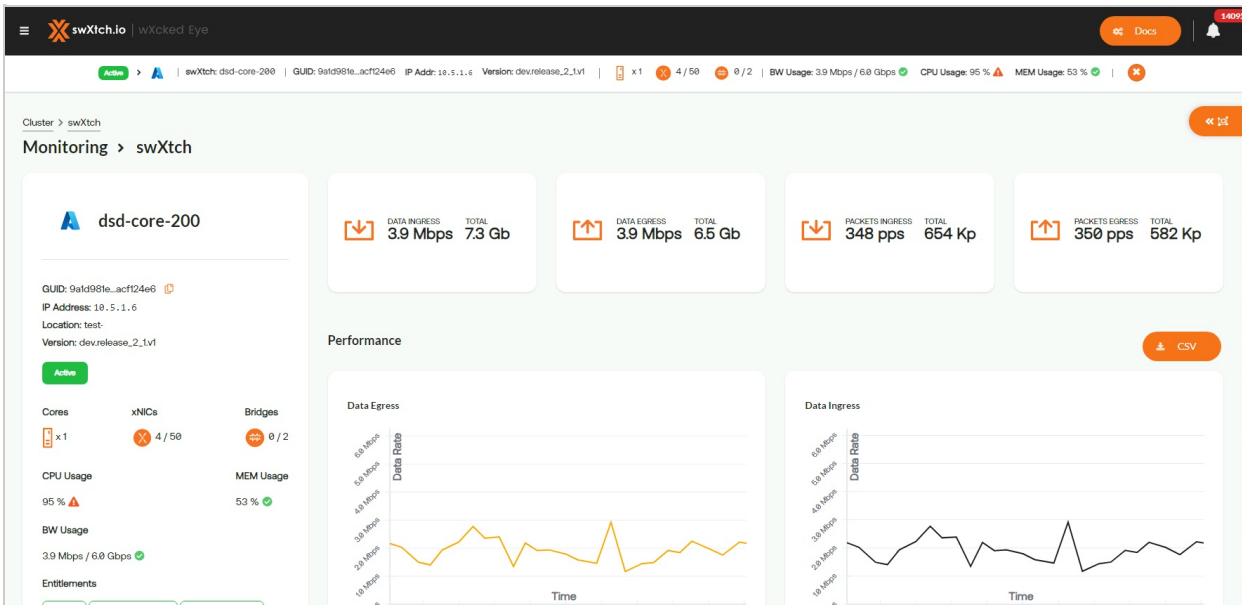 swXtch.io | wXcked Eye
Docs
1409
Active > | swXtch: dsd-core-200 | GUID: 9a1d981e...acf124e6 IP Addr: 10.5.1.6 Version: dev.release_2_1.v1 | x 1 4 / 50 0 / 2 | BW Usage: 3.9 Mbps / 6.0 Gbps CPU Usage: 95 % MEM Usage: 53 % |
Cluster > swXtch
Monitoring > swXtch
dsd-core-200
GUID: 9a1d981e...acf124e6
IP Address: 10.5.1.6
Location: test-
Version: dev.release_2_1.v1
Active
Cores xNICs Bridges
x 1 4 / 50 0 / 2
CPU Usage MEM Usage
95 % 53 %
BW Usage
3.9 Mbps / 6.0 Gbps
Entitlements
DATA INGRESS TOTAL
3.9 Mbps 7.3 Gb
DATA EGRESS TOTAL
3.9 Mbps 6.5 Gb
PACKETS INGRESS TOTAL
348 pps 654 Kp
PACKETS EGRESS TOTAL
350 pps 582 Kp
Performance
CSV
Data Egress
Data Rate
6.0 Mbps
5.0 Mbps
4.0 Mbps
3.0 Mbps
2.0 Mbps
1.0 Mbps
Time
Data Ingress
Data Rate
6.0 Mbps
5.0 Mbps
4.0 Mbps
3.0 Mbps
2.0 Mbps
1.0 Mbps
Time